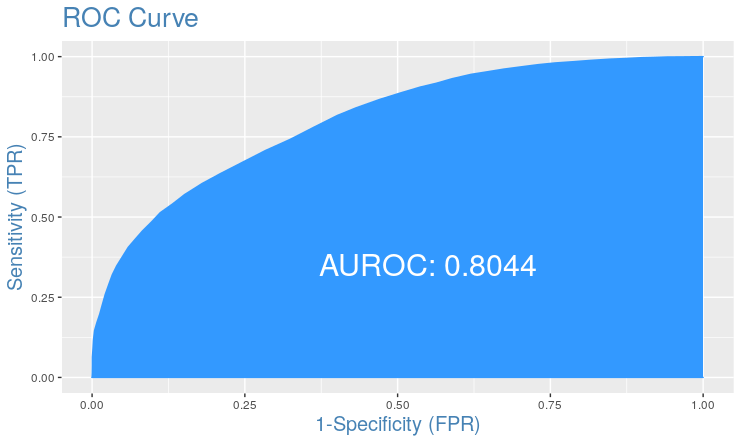 ROC Curve
1.00
0.75
0.50
0.25
0.00
Sensitivity (TPR)
AUROC: 0.8044
0.00 0.25 0.50 0.75 1.00
1-Specificity (FPR)